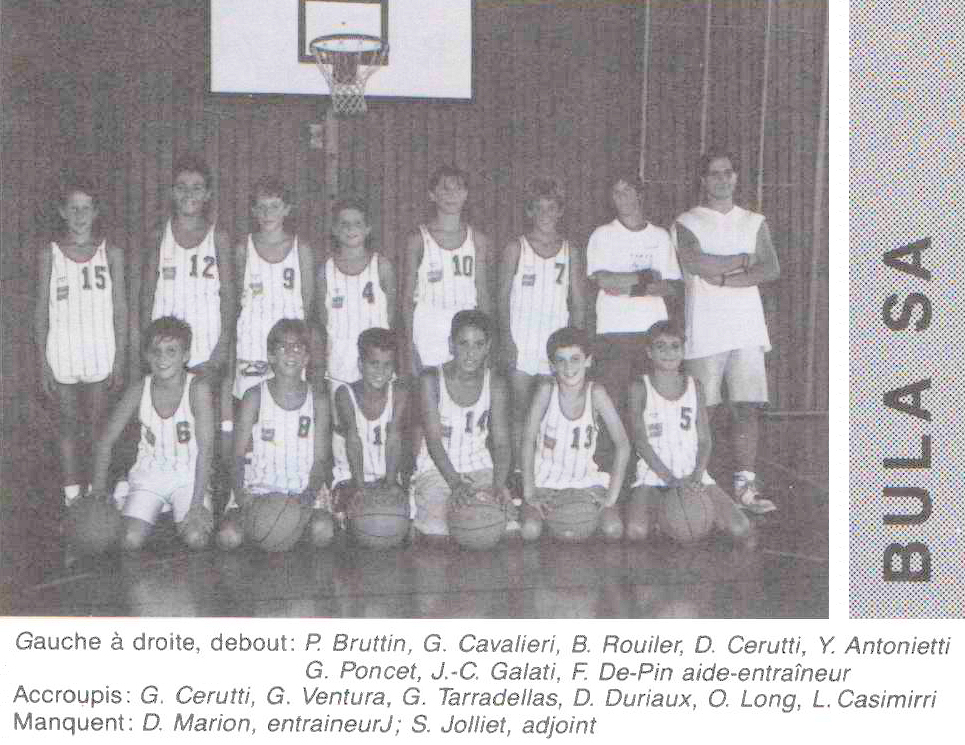 15
12
9
4
10
7
6
8
14
13
5
BULA SA
Gauche à droite, debout: P. Bruttin, G. Cavalieri, B. Rouiler, D. Cerutti, Y. Antonietti
G. Poncet, J.-C. Galati, F. De-Pin aide-entraîneur
Accroupis: G. Cerutti, G. Ventura, G. Tarradellas, D. Duriaux, O. Long, L. Casimirri
Manquent: D. Marion, entraineurJ; S. Jolliet, adjoint